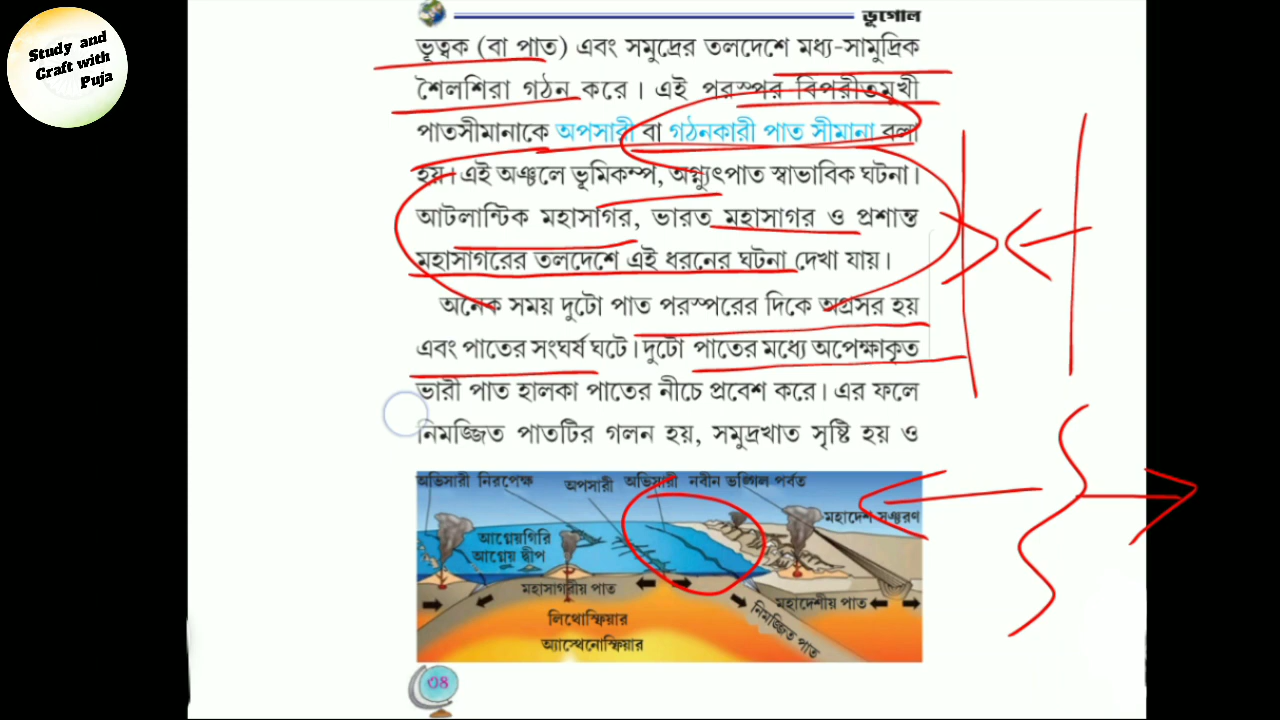 Study and
Craft with
Puja
ভূগোল
ভূত্বক (বা পাত) এবং সমুদ্রের তলদেশে মধ্য-সামুদ্রিক
শৈলশিরা গঠন করে। এই পরস্পর বিপরীতমুখী
পাতসীমানাকে অপসারী বা গঠনকারী পাত সীমানা বলা
হয়। এই অঞ্চলে ভূমিকম্প, অগ্ন্যুৎপাত স্বাভাবিক ঘটনা।
আটলান্টিক মহাসাগর, ভারত মহাসাগর ও প্রশান্ত
মহাসাগরের তলদেশে এই ধরনের ঘটনা দেখা যায়।
অনেক সময় দুটো পাত পরস্পরের দিকে অগ্রসর হয়
এবং পাতের সংঘর্ষ ঘটে। দুটো পাতের মধ্যে অপেক্ষাকৃত
ভারী পাত হালকা পাতের নীচে প্রবেশ করে। এর ফলে
নিমজ্জিত পাতটির গলন হয়, সমুদ্রখাত সৃষ্টি হয় ও
অভিসারী নিরপেক্ষ অপসারী অভিসারী নবীন ভঙ্গিল পর্বত
মহাদেশ সঞ্চরণ
আগ্নেয়গিরি
আগ্নেয় দ্বীপ
মহাসাগরীয় পাত
মহাদেশীয় পাত
লিথোস্ফিয়ার
নিমজ্জিত পাত
অ্যাস্থেনোস্ফিয়ার
৩৪